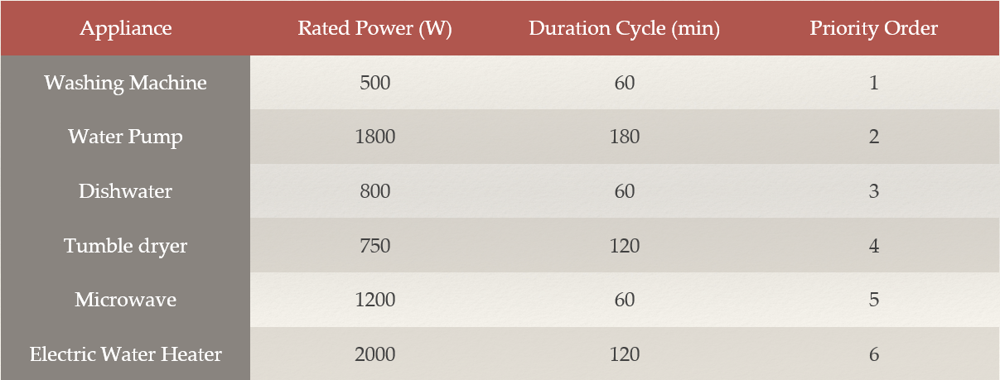 Appliance Rated Power (W) Duration Cycle (min) Priority Order
Washing Machine 500 60 1
Water Pump 1800 180 2
Dishwater 800 60 3
Tumble dryer 750 120 4
Microwave 1200 60 5
Electric Water Heater 2000 120 6